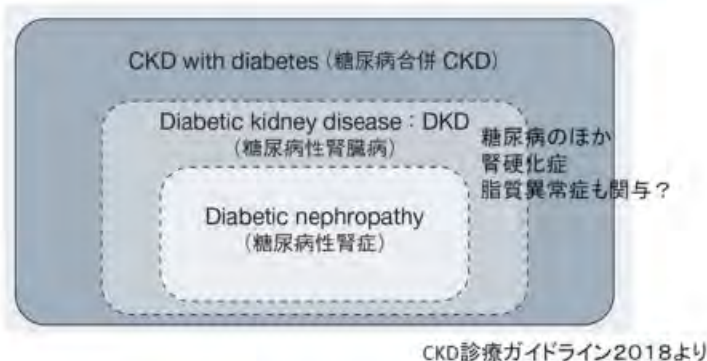 CKD with diabetes (糖尿病合併 CKD)
Diabetic kidney disease：DKD
(糖尿病性腎臓病)
糖尿病のほか
腎硬化症
脂質異常症も関与？
Diabetic nephropathy
(糖尿病性腎症)
CKD診療ガイドライン2018より